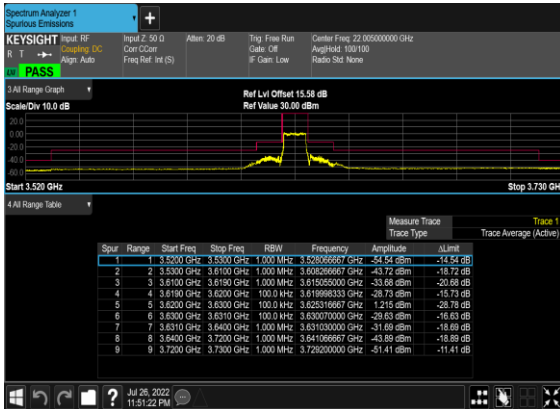 Spectrum Analyzer 1
Spurious Emissions
+
KEYSIGHT Input: RF Input Z: 50 Ω Atten: 20 dB Trig: Free Run Center Freq: 22.005000000 GHz
R T Coupling: DC Corr CCorr Gate: Off Avg|Hold: 100/100
Align: Auto Freq Ref: Int (S) IF Gain: Low Radio Std: None
LXI PASS
3 All Range Graph
Ref Lvl Offset 15.58 dB
Scale/Div 10.0 dB Ref Value 30.00 dBm
20.0
0.00
-20.0
-40.0
-60.0
Start 3.520 GHz Stop 3.730 GHz
4 All Range Table
Measure Trace Trace 1
Trace Type Trace Average (Active)
Spur Range Start Freq Stop Freq RBW Frequency Amplitude ΔLimit
1 1 3.5200 GHz 3.5300 GHz 1.000 MHz 3.528066667 GHz -54.54 dBm -14.54 dB
2 2 3.5300 GHz 3.6100 GHz 1.000 MHz 3.608266667 GHz -43.72 dBm -18.72 dB
3 3 3.6100 GHz 3.6190 GHz 1.000 MHz 3.615055000 GHz -33.68 dBm -20.68 dB
4 4 3.6190 GHz 3.6200 GHz 100.0 kHz 3.619998333 GHz -28.73 dBm -15.73 dB
5 5 3.6200 GHz 3.6300 GHz 100.0 kHz 3.625316667 GHz 1.215 dBm -28.78 dB
6 6 3.6300 GHz 3.6310 GHz 100.0 kHz 3.630070000 GHz -29.63 dBm -16.63 dB
7 7 3.6310 GHz 3.6400 GHz 1.000 MHz 3.631030000 GHz -31.69 dBm -18.69 dB
8 8 3.6400 GHz 3.7200 GHz 1.000 MHz 3.641066667 GHz -43.89 dBm -18.89 dB
9 9 3.7200 GHz 3.7300 GHz 1.000 MHz 3.729200000 GHz -51.41 dBm -11.41 dB
? Jul 26, 2022
11:51:22 PM